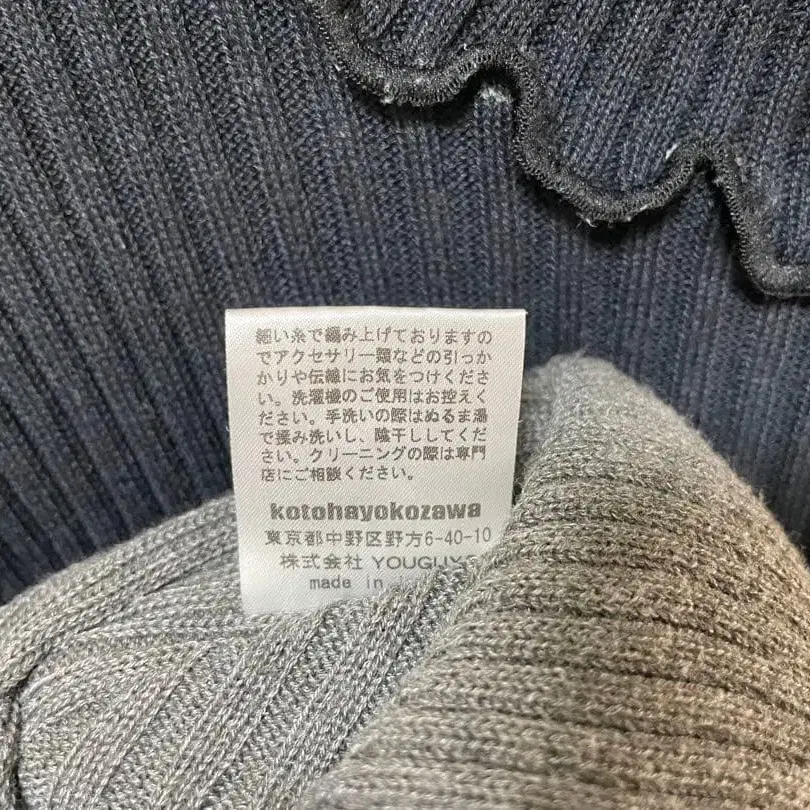 細い糸で編み上げておりますの
でアクセサリー類などの引っか
かりや伝線にお気をつけくださ
い。洗濯機のご使用はお控えく
ださい。手洗いの際はぬるま湯
で揉み洗いし、陰干ししてくだ
さい。クリーニングの際は専門
店にご相談ください。
kotohayokozawa
東京都中野区野方6-40-10
株式会社 YOUGUYS
made in